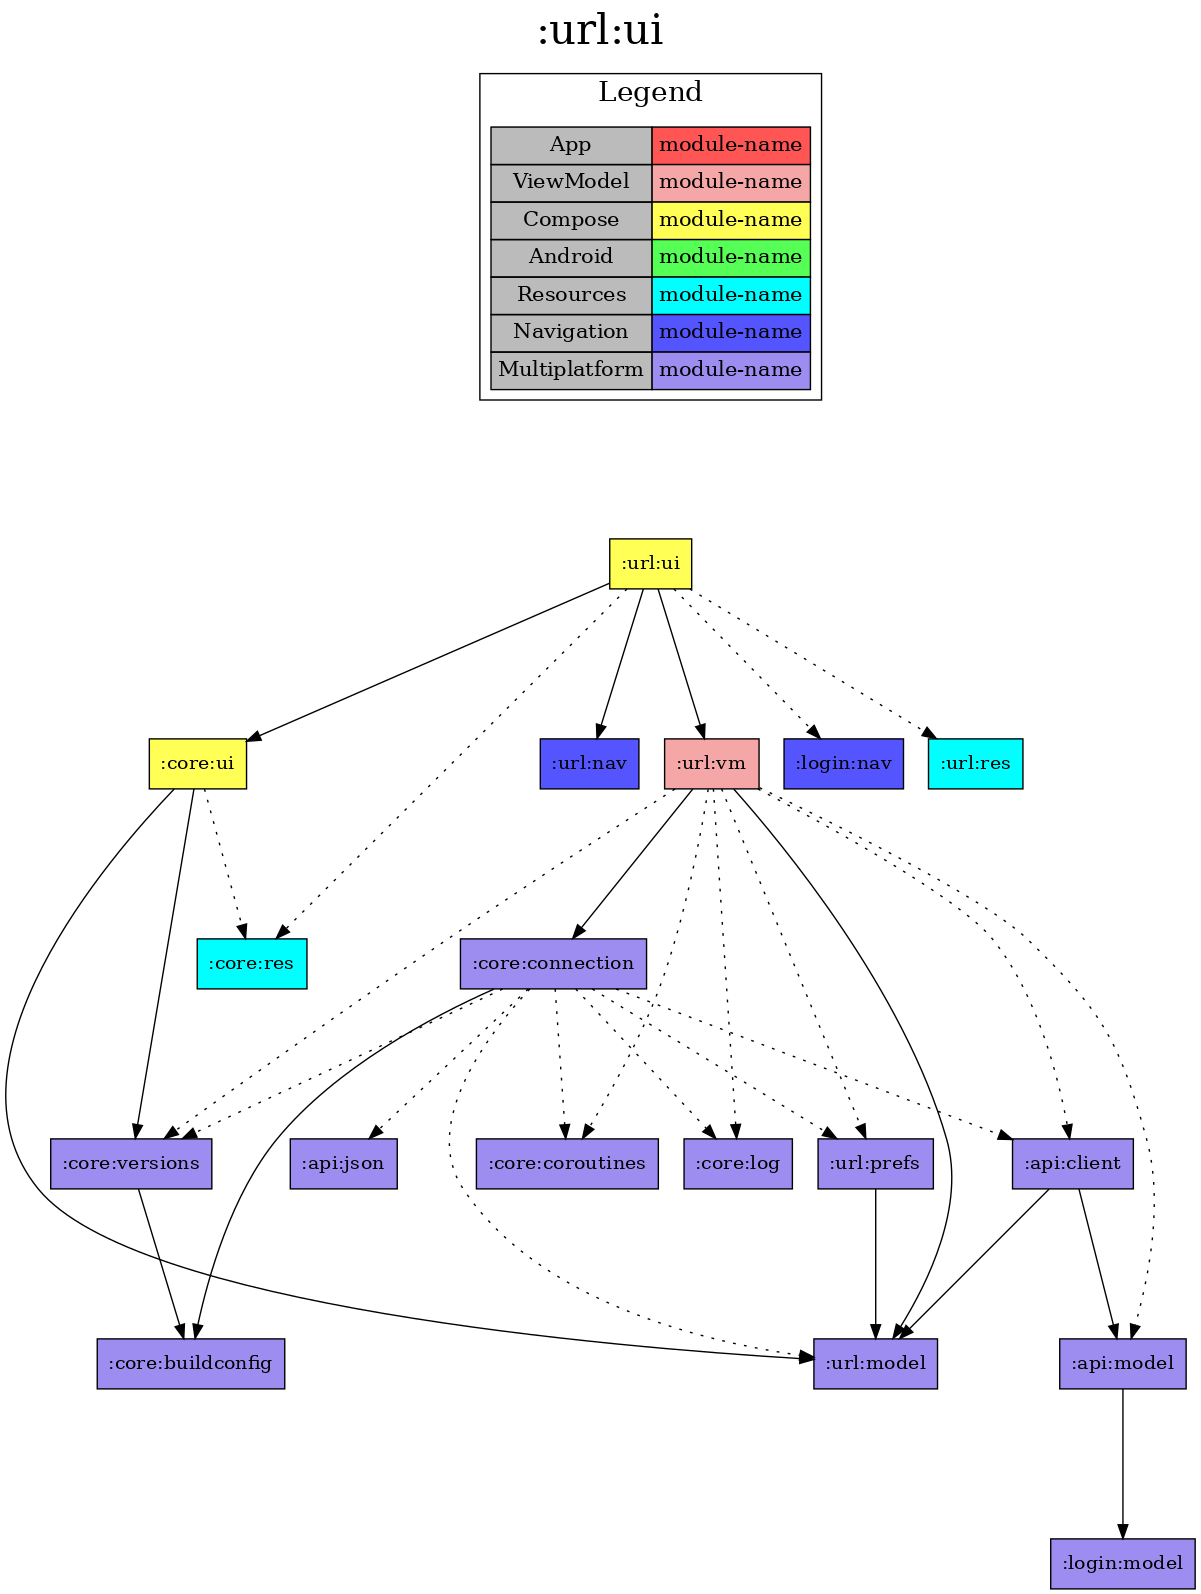 :url:ui
Legend
App module-name
ViewModel module-name
Compose module-name
Android module-name
Resources module-name
Navigation module-name
Multiplatform module-name
:url:ui
:core:ui :url:nav :url:vm :login:nav :url:res
:core:res :core:connection
:core:versions :api:json :core:coroutines :core:log :url:prefs :api:client
:core:buildconfig :url:model :api:model
:login:model